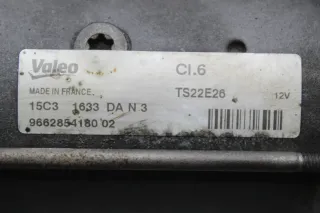 Valeo CI.6
MADE IN FRANCE TS22E26 12V
15C3 1633 DA N 3
9662854180 02